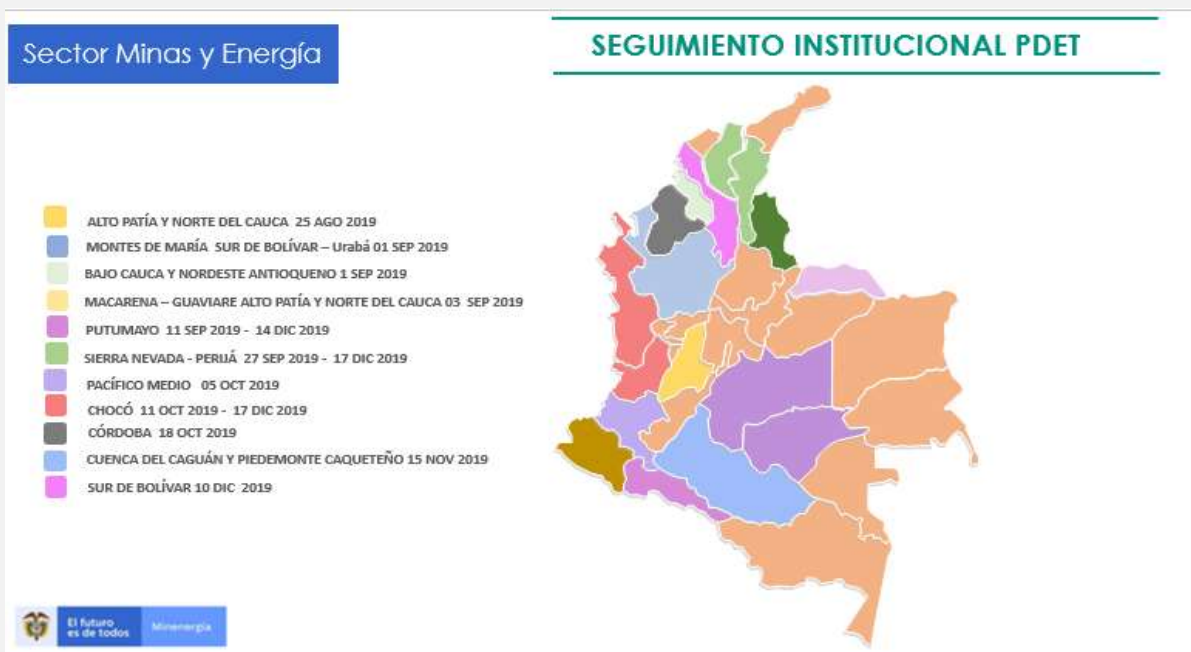 Sector Minas y Energía
SEGUIMIENTO INSTITUCIONAL PDET
ALTO PATÍA Y NORTE DEL CAUCA 25 AGO 2019
MONTES DE MARÍA SUR DE BOLÍVAR – Urabá 01 SEP 2019
BAJO CAUCA Y NORDESTE ANTIOQUENO 1 SEP 2019
MACARENA – GUAVIARE ALTO PATÍA Y NORTE DEL CAUCA 03 SEP 2019
PUTUMAYO 11 SEP 2019 - 14 DIC 2019
SIERRA NEVADA - PERIJÁ 27 SEP 2019 - 17 DIC 2019
PACÍFICO MEDIO 05 OCT 2019
CHOCÓ 11 OCT 2019 - 17 DIC 2019
CÓRDOBA 18 OCT 2019
CUENCA DEL CAGUÁN Y PIEDEMONTE CAQUETEÑO 15 NOV 2019
SUR DE BOLÍVAR 10 DIC 2019
El futuro
es de todos
Minenergía